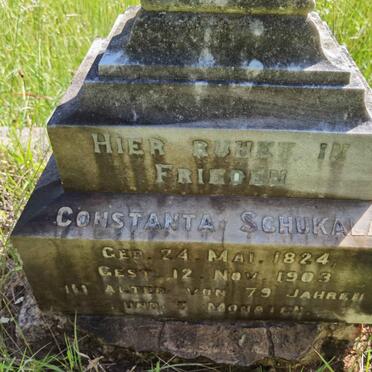 HIER RUHET IN
FRIEDEN
CONSTANTA SCHUKALA
GEB. 24. MAI. 1824.
GEST. 12. NOV. 1903.
IM ALTER VON 79 JAHREN
UND 5 MONATEN.